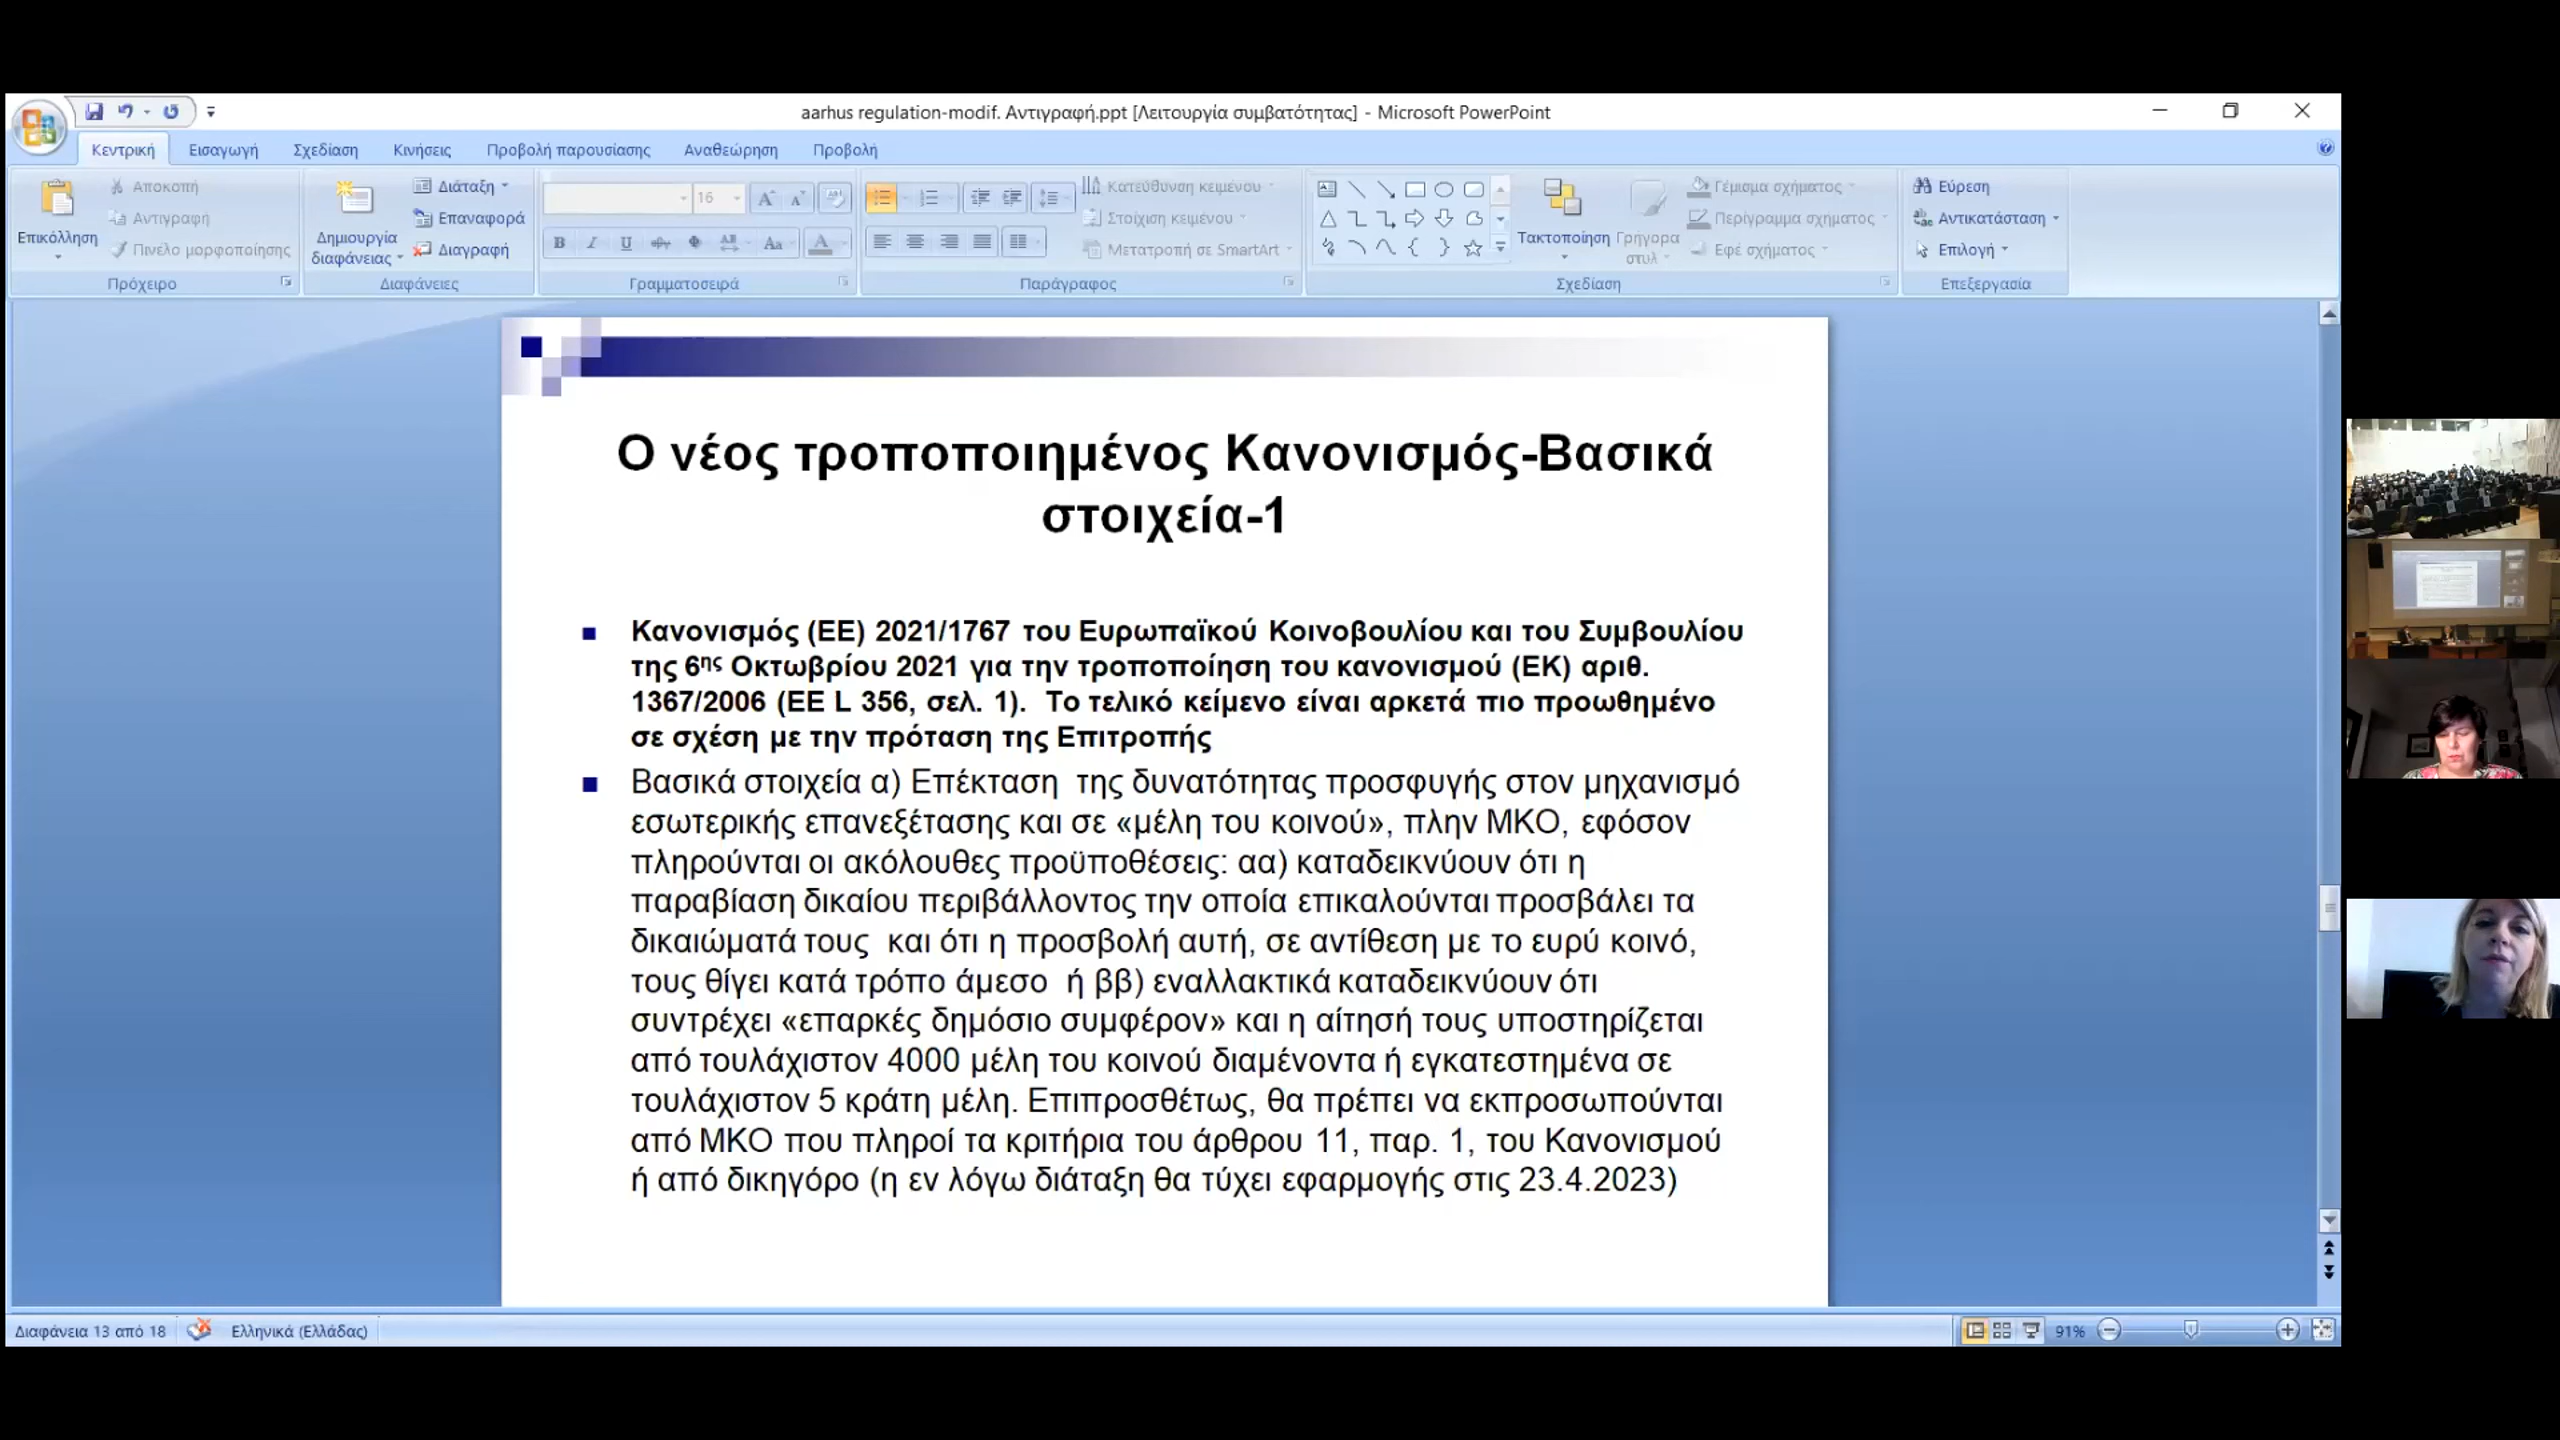 aarhus regulation-modif. Αντιγραφή.ppt [Λειτουργία συμβατότητας] - Microsoft PowerPoint
Κεντρική Εισαγωγή Σχεδίαση Κινήσεις Προβολή παρουσίασης Αναθεώρηση Προβολή
Επικόλληση
Αποκοπή
Αντιγραφή
Πινέλο μορφοποίησης
Πρόχειρο
Δημιουργία
διαφάνειας
Διάταξη
Επαναφορά
Διαγραφή
Διαφάνειες
16
Γραμματοσειρά
Κατεύθυνση κειμένου
Στοίχιση κειμένου
Μετατροπή σε SmartArt
Παράγραφος
Τακτοποίηση
Γρήγορα
στυλ
Γέμισμα σχήματος
Περίγραμμα σχήματος
Εφέ σχήματος
Σχεδίαση
Εύρεση
Αντικατάσταση
Επιλογή
Επεξεργασία
Ο νέος τροποποιημένος Κανονισμός-Βασικά
στοιχεία-1
Κανονισμός (ΕΕ) 2021/1767 του Ευρωπαϊκού Κοινοβουλίου και του Συμβουλίου
της 6ης Οκτωβρίου 2021 για την τροποποίηση του κανονισμού (ΕΚ) αριθ.
1367/2006 (ΕΕ L 356, σελ. 1). Το τελικό κείμενο είναι αρκετά πιο προωθημένο
σε σχέση με την πρόταση της Επιτροπής
Βασικά στοιχεία α) Επέκταση της δυνατότητας προσφυγής στον μηχανισμό
εσωτερικής επανεξέτασης και σε «μέλη του κοινού», πλην ΜΚΟ, εφόσον
πληρούνται οι ακόλουθες προϋποθέσεις: αα) καταδεικνύουν ότι η
παραβίαση δικαίου περιβάλλοντος την οποία επικαλούνται προσβάλει τα
δικαιώματά τους και ότι η προσβολή αυτή, σε αντίθεση με το ευρύ κοινό,
τους θίγει κατά τρόπο άμεσο ή ββ) εναλλακτικά καταδεικνύουν ότι
συντρέχει «επαρκές δημόσιο συμφέρον» και η αίτησή τους υποστηρίζεται
από τουλάχιστον 4000 μέλη του κοινού διαμένοντα ή εγκατεστημένα σε
τουλάχιστον 5 κράτη μέλη. Επιπροσθέτως, θα πρέπει να εκπροσωπούνται
από ΜΚΟ που πληροί τα κριτήρια του άρθρου 11, παρ. 1, του Κανονισμού
ή από δικηγόρο (η εν λόγω διάταξη θα τύχει εφαρμογής στις 23.4.2023)
Διαφάνεια 13 από 18 Ελληνικά (Ελλάδας) 91%